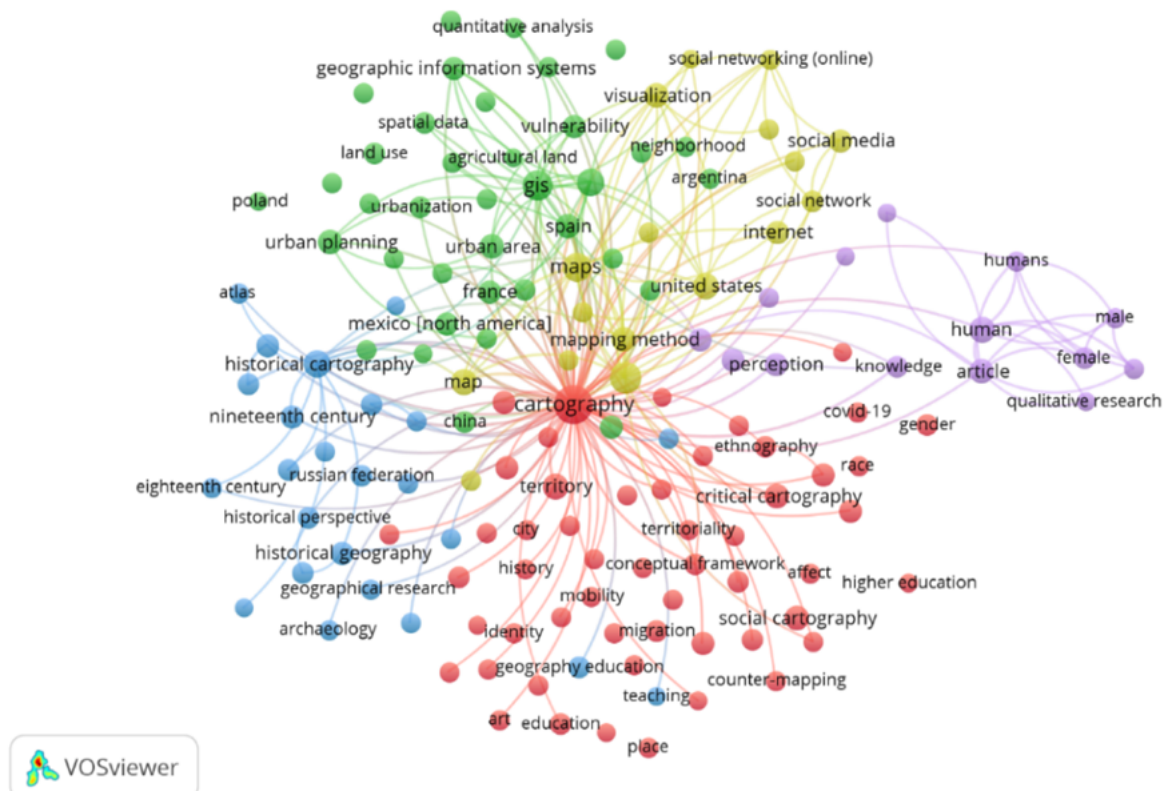 quantitative analysis
social networking (online)
geographic information systems
visualization
spatial data
vulnerability
social media
land use
agricultural land
neighborhood
gis
argentina
poland
urbanization
social network
spain
urban planning
urban area
internet
humans
maps
atlas
france
united states
mexico [north america]
male
mapping method
human
historical cartography
perception
knowledge
article
female
map
qualitative research
cartography
nineteenth century
china
covid-19
gender
ethnography
russian federation
race
eighteenth century
territory
critical cartography
historical perspective
city
territoriality
historical geography
history
conceptual framework
affect
higher education
geographical research
mobility
archaeology
identity
migration
social cartography
geography education
counter-mapping
teaching
art
education
place
VOSviewer